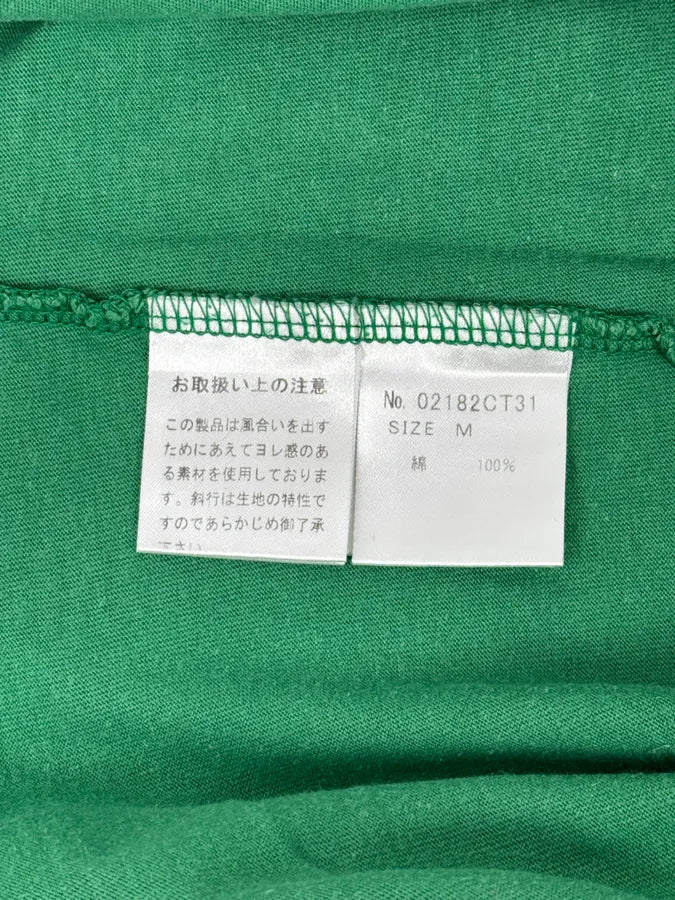 お取扱い上の注意
この製品は風合いを出す
ためにあえてヨレ感のあ
る素材を使用しておりま
す。斜行は生地の特性で
すのであらかじめ御了承
下さい
No. 02182CT31
SIZE M
綿 100%